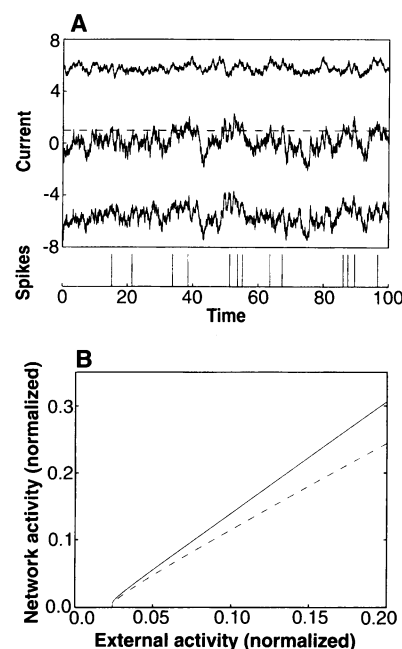 A
8
4
0
-4
-8
Current
Spikes
0 20 40 60 80 100
Time
B
0.3
0.2
0.1
0.0
Network activity (normalized)
0.0 0.05 0.10 0.15 0.20
External activity (normalized)